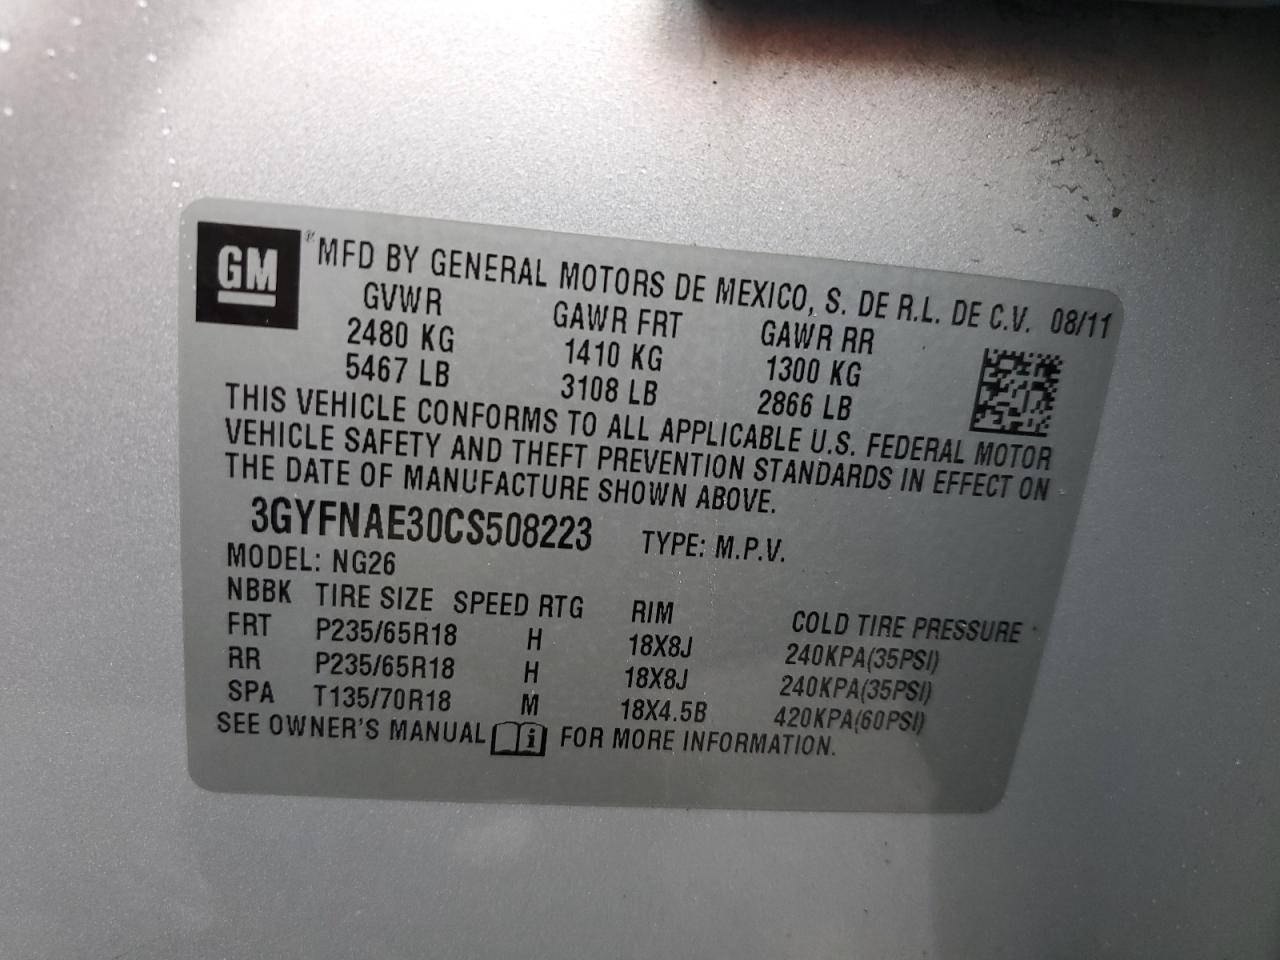 GM ® MFD BY GENERAL MOTORS DE MEXICO, S. DE R.L. DE C.V. 08/11
GVWR GAWR FRT GAWR RR
2480 KG 1410 KG 1300 KG
5467 LB 3108 LB 2866 LB
THIS VEHICLE CONFORMS TO ALL APPLICABLE U.S. FEDERAL MOTOR
VEHICLE SAFETY AND THEFT PREVENTION STANDARDS IN EFFECT ON
THE DATE OF MANUFACTURE SHOWN ABOVE.
3GYFNAE30CS508223 TYPE: M.P.V.
MODEL: NG26
NBBK TIRE SIZE SPEED RTG RIM COLD TIRE PRESSURE
FRT P235/65R18 H 18X8J 240KPA(35PSI)
RR P235/65R18 H 18X8J 240KPA(35PSI)
SPA T135/70R18 M 18X4.5B 420KPA(60PSI)
SEE OWNER'S MANUAL i FOR MORE INFORMATION.